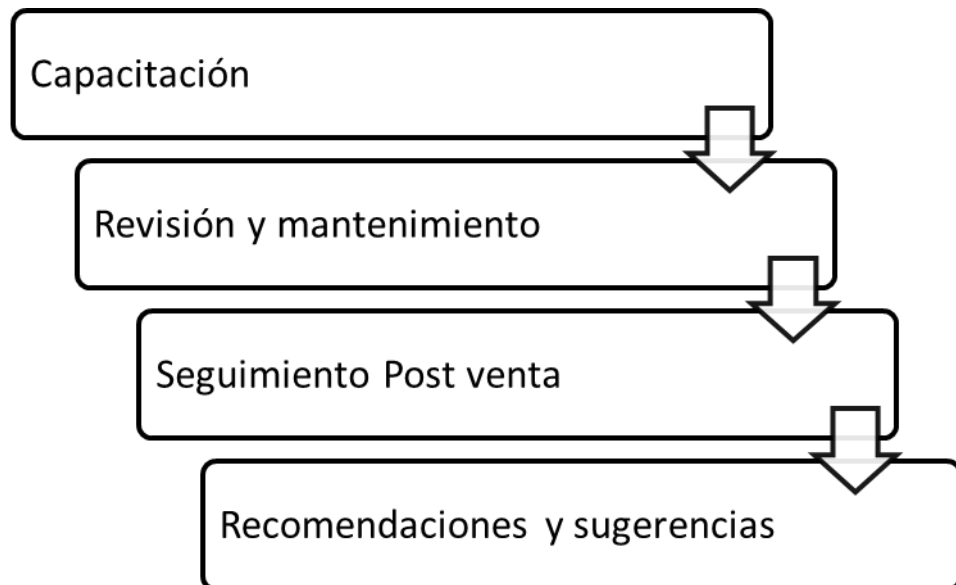 Capacitación
Revisión y mantenimiento
Seguimiento Post venta
Recomendaciones y sugerencias